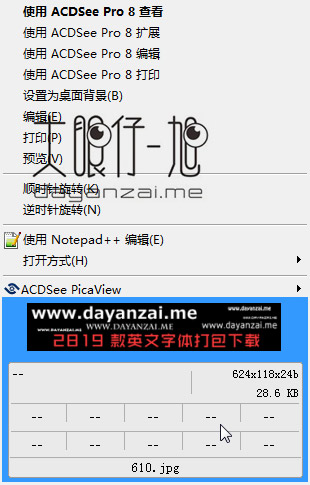 使用 ACDSee Pro 8 查看
使用 ACDSee Pro 8 扩展
使用 ACDSee Pro 8 编辑
使用 ACDSee Pro 8 打印
设置为桌面背景(B)
编辑(E)
打印(P)
预览(V)
大眼仔~旭
dayanzai.me
顺时针旋转(K)
逆时针旋转(N)
使用 Notepad++ 编辑(E)
打开方式(H)
ACDSee PicaView
www.dayanzai.me
www.dayanzai.me
WWW.DAYANZAI.ME
www.dayanzai.me
2819 款英文字体打包下载
-- 624x118x24b
28.6 KB
-- -- -- -- --
-- -- -- -- --
610.jpg